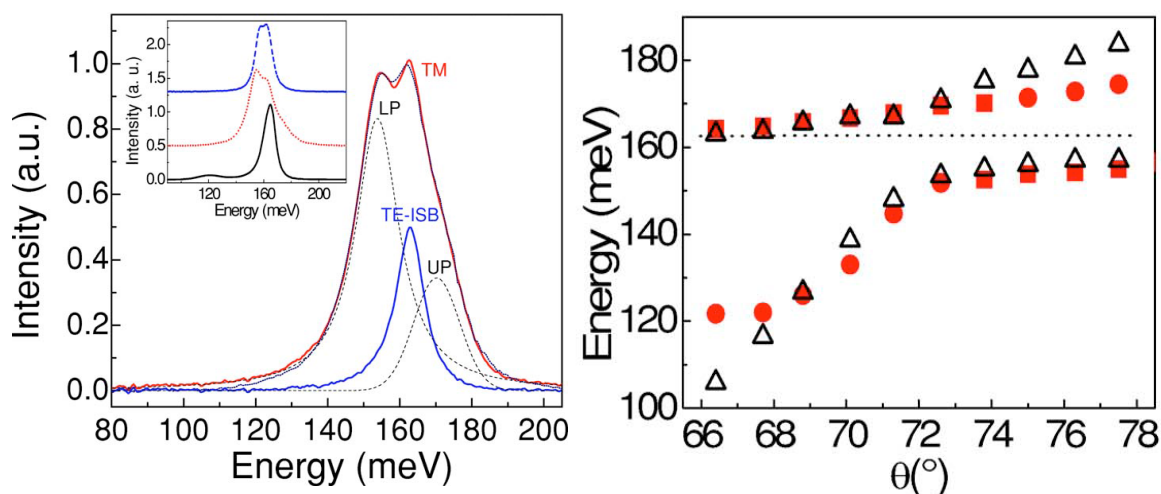 Intensity (a.u.)
1.0
0.8
0.6
0.4
0.2
0.0
80 100 120 140 160 180 200
Energy (meV)
TM
LP
TE-ISB
UP
Intensity (a. u.)
2.0
1.5
1.0
0.5
0.0
120 160 200
Energy (meV)
Energy (meV)
180
160
140
120
100
66 68 70 72 74 76 78
θ(°)